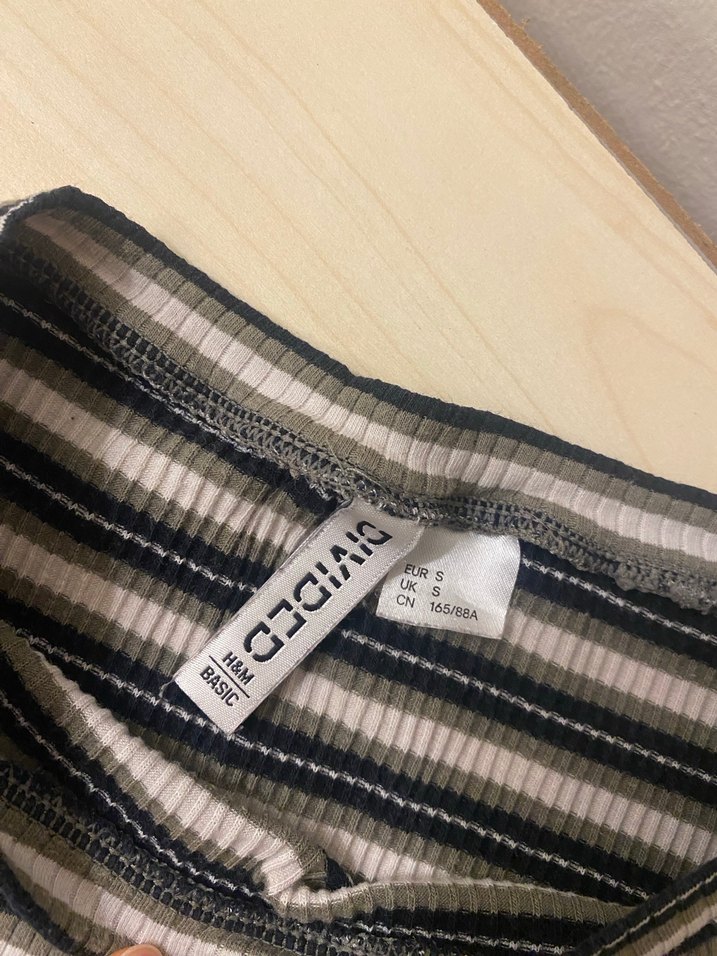 DIVIDED
H&M
BASIC
EUR S
UK S
CN 165/88A